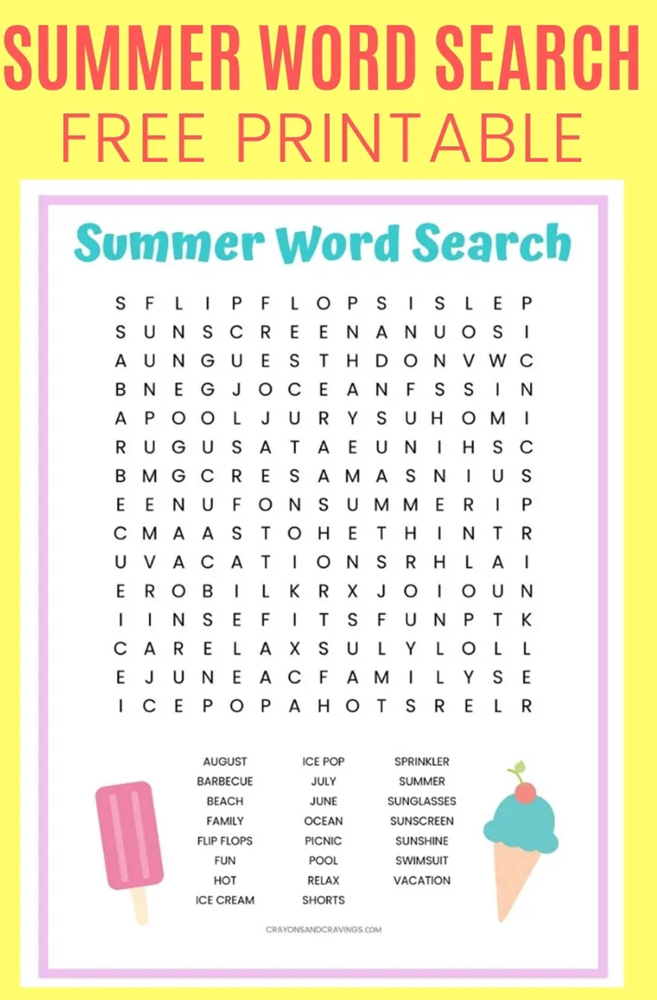 SUMMER WORD SEARCH
FREE PRINTABLE
Summer Word Search
S F L I P F L O P S I S L E P
S U N S C R E E N A N U O S I
A U N G U E S T H D O N V W C
B N E G J O C E A N F S S I N
A P O O L J U R Y S U H O M I
R U G U S A T A E U N I H S C
B M G C R E S A M A S N I U S
E E N U F O N S U M M E R I P
C M A A S T O H E T H I N T R
U V A C A T I O N S R H L A I
E R O B I L K R X J O I O U N
I I N S E F I T S F U N P T K
C A R E L A X S U L Y L O L L
E J U N E A C F A M I L Y S E
I C E P O P A H O T S R E L R
AUGUST ICE POP SPRINKLER
BARBECUE JULY SUMMER
BEACH JUNE SUNGLASSES
FAMILY OCEAN SUNSCREEN
FLIP FLOPS PICNIC SUNSHINE
FUN POOL SWIMSUIT
HOT RELAX VACATION
ICE CREAM SHORTS
CRAYONSANDCRAVINGS.COM